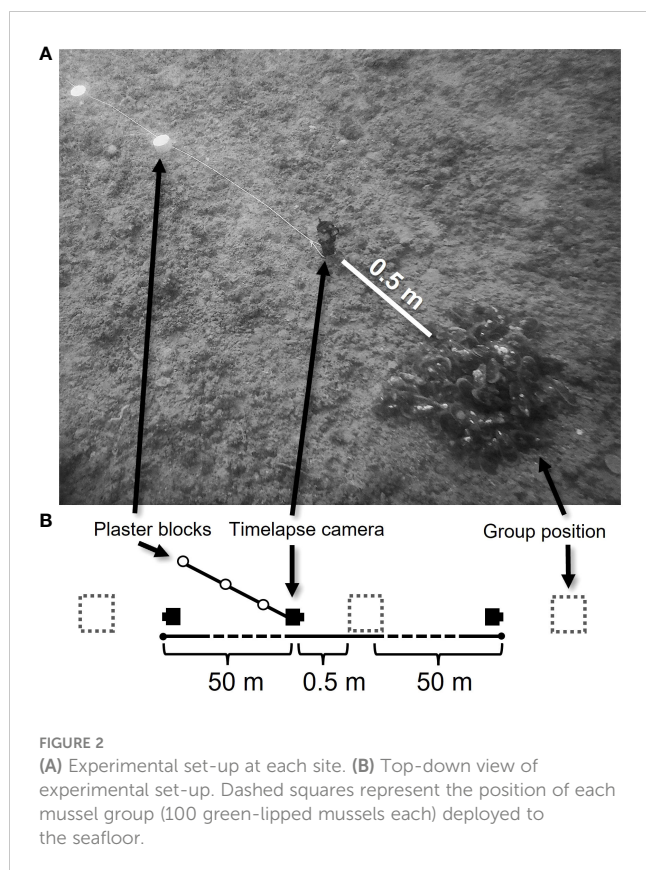 A
0.5 m
B
Plaster blocks Timelapse camera Group position
50 m 0.5 m 50 m
FIGURE 2
(A) Experimental set-up at each site. (B) Top-down view of
experimental set-up. Dashed squares represent the position of each
mussel group (100 green-lipped mussels each) deployed to
the seafloor.